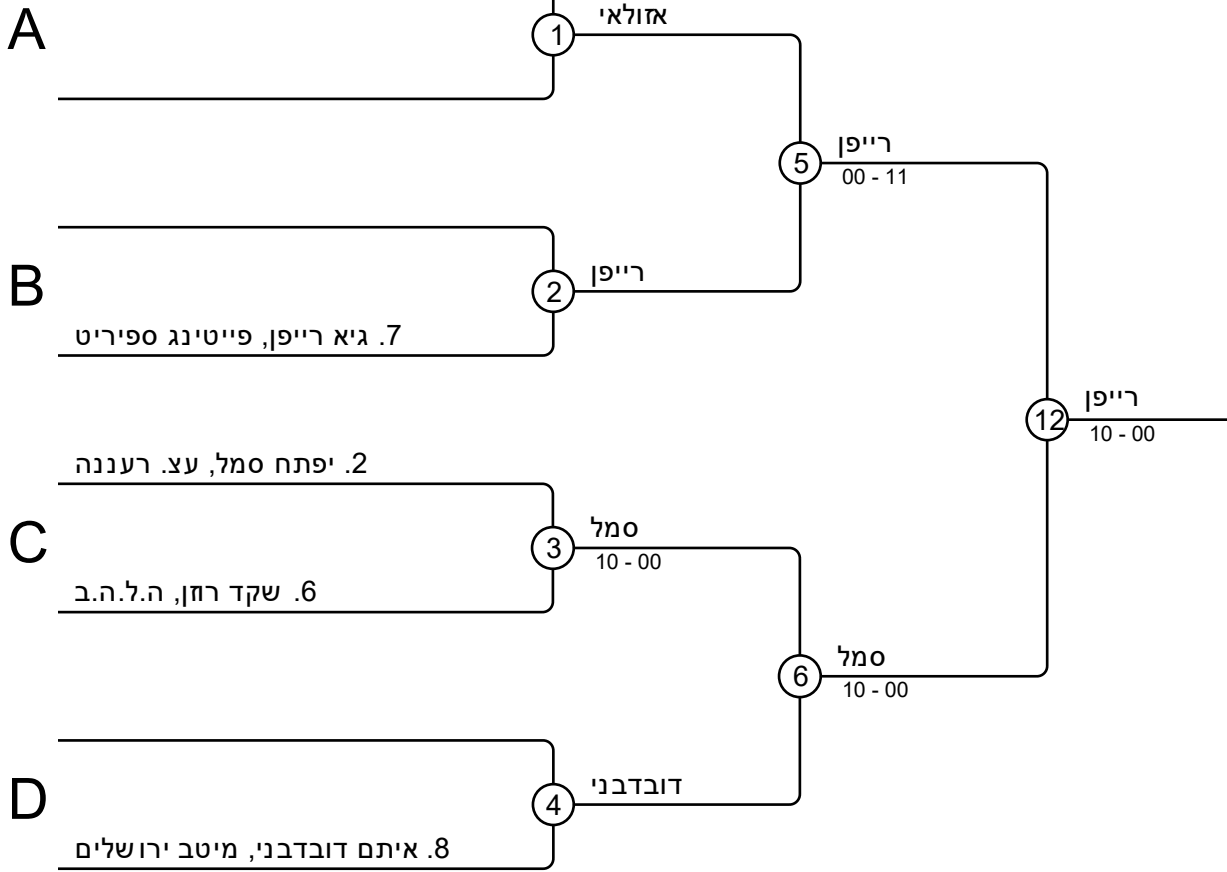 A
1
אזולאי
5
רייפן
00 - 11
B
2
רייפן
7. גיא רייפן, פייטינג ספיריט
12
רייפן
10 - 00
2. יפתח סמל, עצ. רעננה
C
3
סמל
10 - 00
6. שקד רוזן, ה.ל.ה.ב
6
סמל
10 - 00
D
4
דובדבני
8. איתם דובדבני, מיטב ירושלים